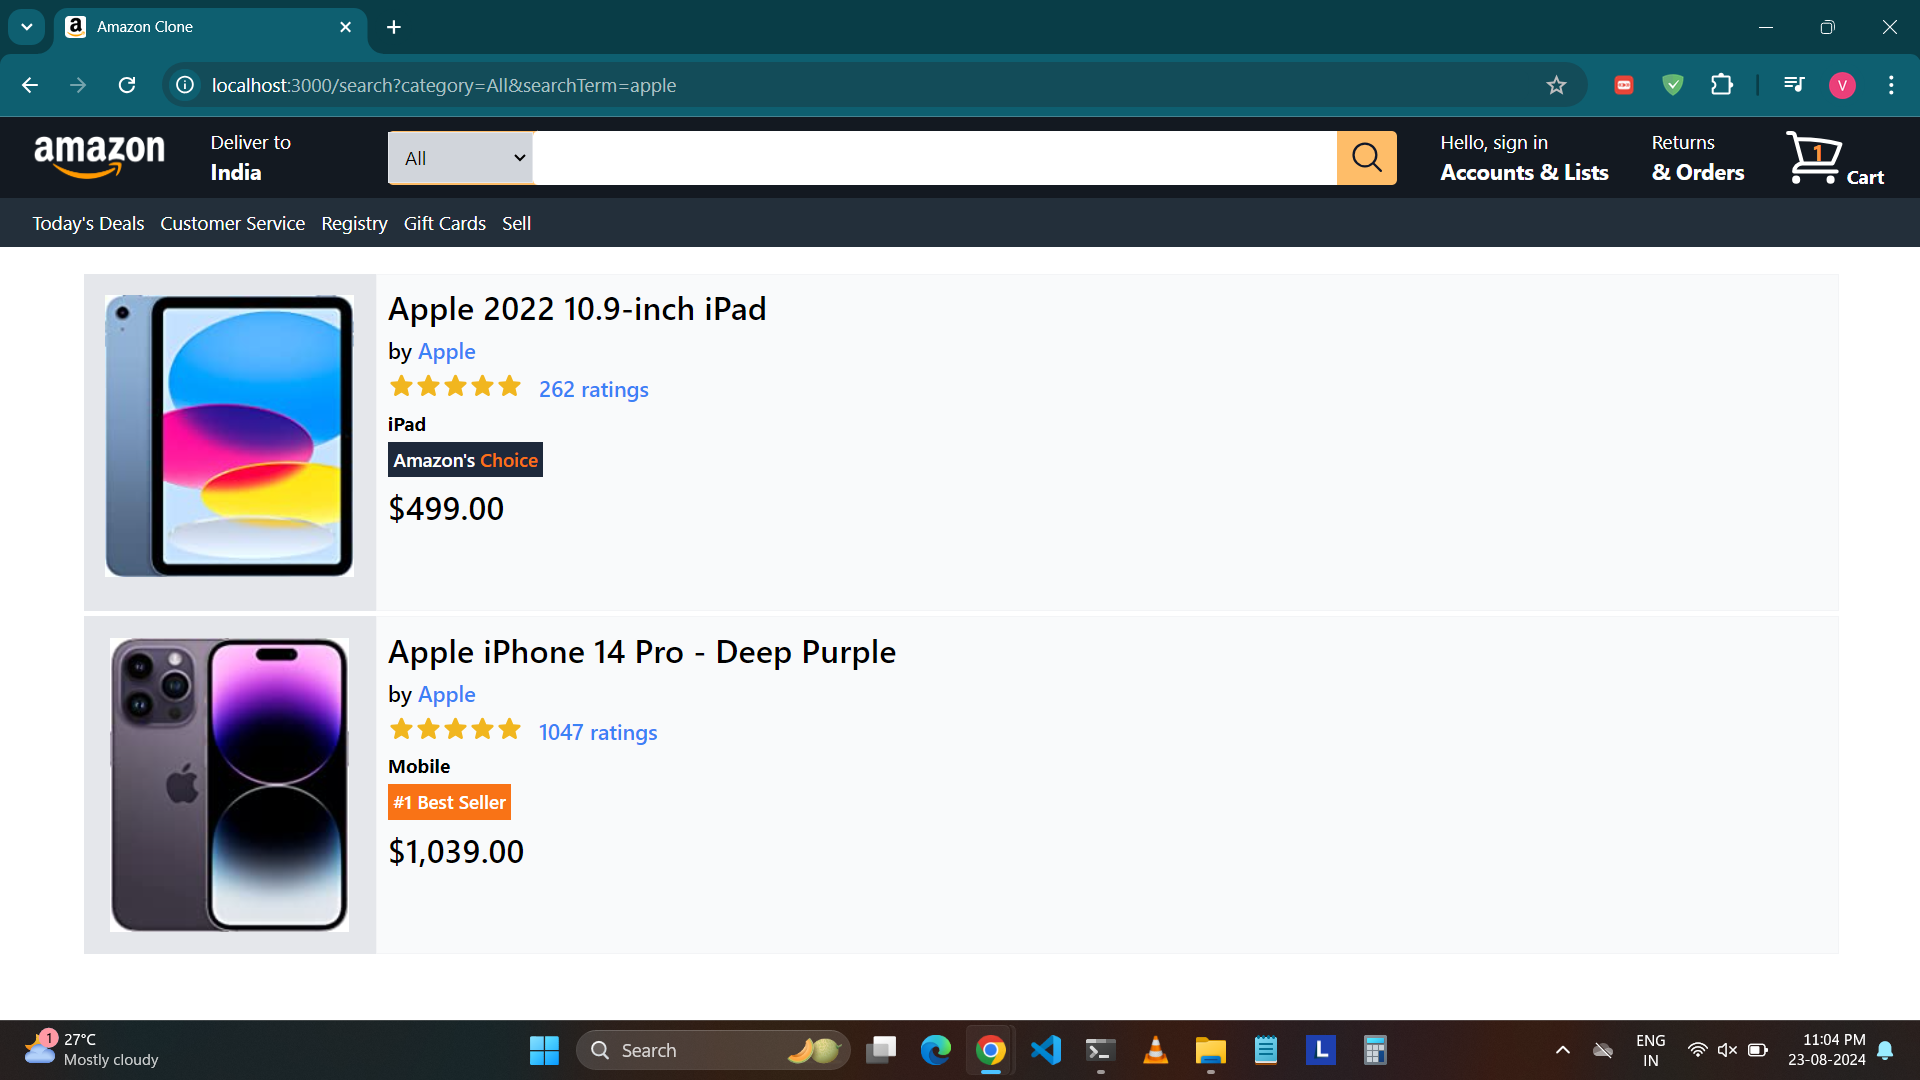 Amazon Clone
localhost:3000/search?category=All&searchTerm=apple
amazon
Deliver to
India
All
Hello, sign in
Accounts & Lists
Returns
& Orders
1
Cart
Today's Deals Customer Service Registry Gift Cards Sell
Apple 2022 10.9-inch iPad
by Apple
262 ratings
iPad
Amazon's Choice
$499.00
Apple iPhone 14 Pro - Deep Purple
by Apple
1047 ratings
Mobile
#1 Best Seller
$1,039.00
1
27°C
Mostly cloudy
Search
L
ENG
IN
11:04 PM
23-08-2024
V
a